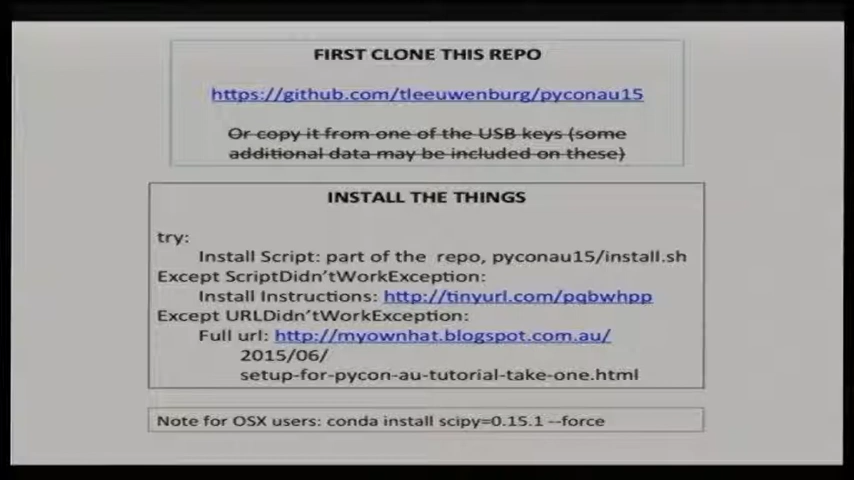 FIRST CLONE THIS REPO
https://github.com/tleeuwenburg/pyconau15
Or copy it from one of the USB keys (some
additional data may be included on these)
INSTALL THE THINGS
try:
Install Script: part of the repo, pyconau15/install.sh
Except ScriptDidn'tWorkException:
Install Instructions: http://tinyurl.com/pqbwhpp
Except URLDidn'tWorkException:
Full url: http://myownhat.blogspot.com.au/
2015/06/
setup-for-pycon-au-tutorial-take-one.html
Note for OSX users: conda install scipy=0.15.1 --force